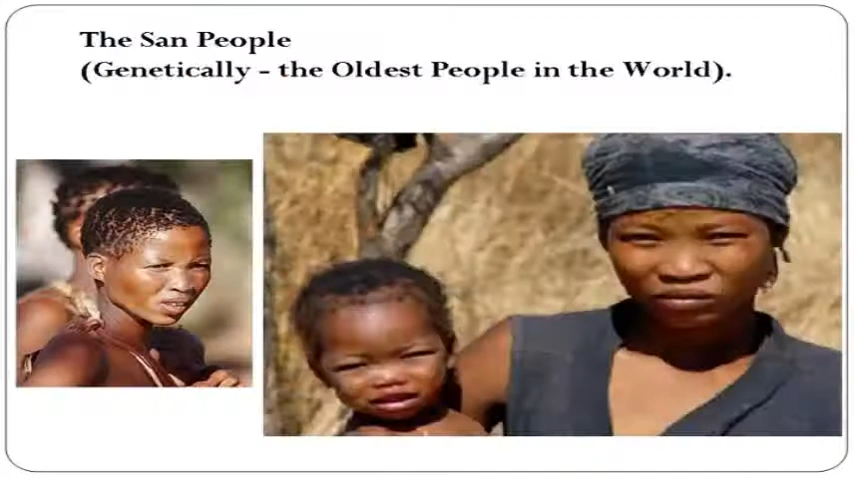 The San People
(Genetically - the Oldest People in the World).